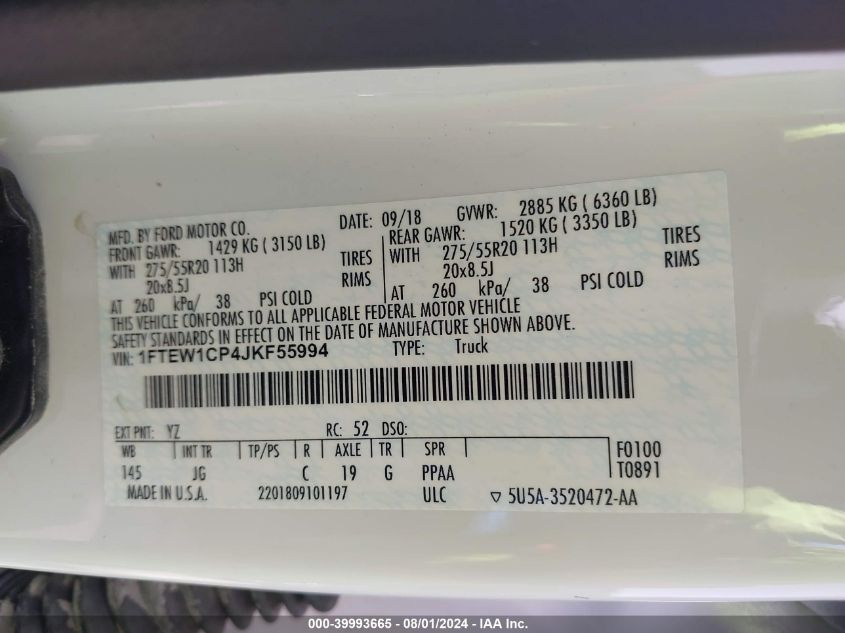 MFD. BY FORD MOTOR CO. DATE: 09/18 GVWR: 2885 KG ( 6360 LB)
FRONT GAWR: 1429 KG ( 3150 LB) REAR GAWR: 1520 KG ( 3350 LB)
WITH 275/55R20 113H TIRES WITH 275/55R20 113H TIRES
20x8.5J RIMS 20x8.5J RIMS
AT 260 kPa/ 38 PSI COLD AT 260 kPa/ 38 PSI COLD
THIS VEHICLE CONFORMS TO ALL APPLICABLE FEDERAL MOTOR VEHICLE
SAFETY STANDARDS IN EFFECT ON THE DATE OF MANUFACTURE SHOWN ABOVE.
VIN: 1FTEW1CP4JKF55994 TYPE: Truck
EXT PNT: YZ RC: 52 DSO:
WB INT TR TP/PS R AXLE TR SPR F0100
145 JG C 19 G PPAA T0891
MADE IN U.S.A. 2201809101197 ULC ▽ 5U5A-3520472-AA
000-39993665 - 08/01/2024 - IAA Inc.